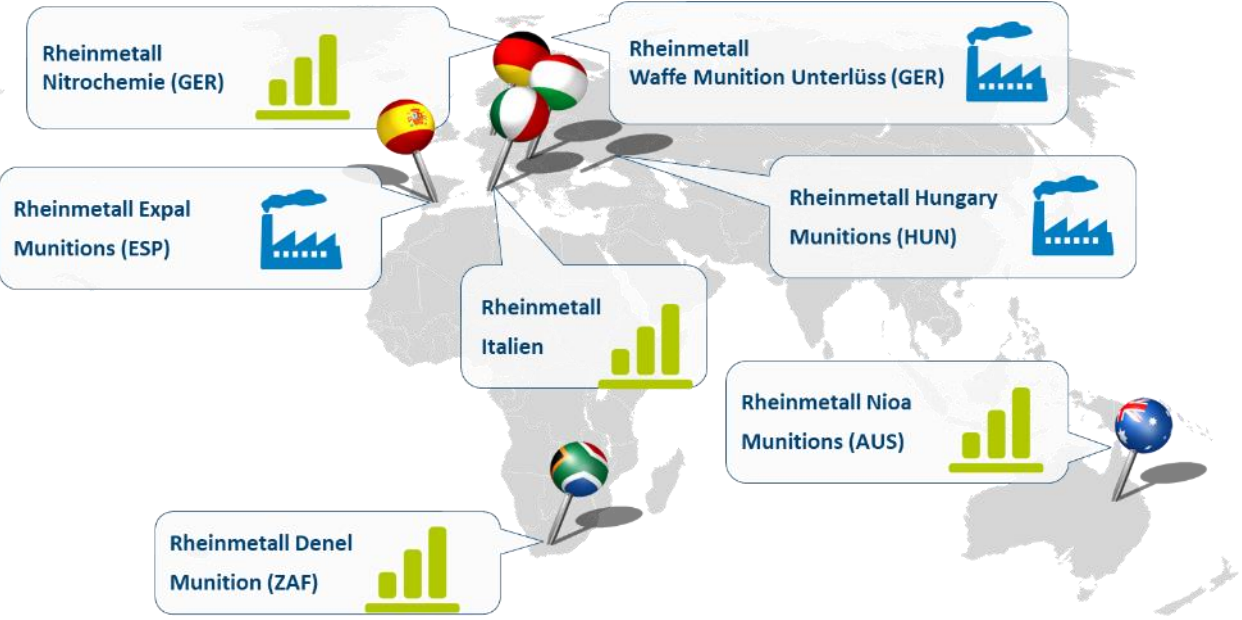 Rheinmetall
Nitrochemie (GER)
Rheinmetall
Waffe Munition Unterlüss (GER)
Rheinmetall Expal
Munitions (ESP)
Rheinmetall Hungary
Munitions (HUN)
Rheinmetall
Italien
Rheinmetall Nioa
Munitions (AUS)
Rheinmetall Denel
Munition (ZAF)